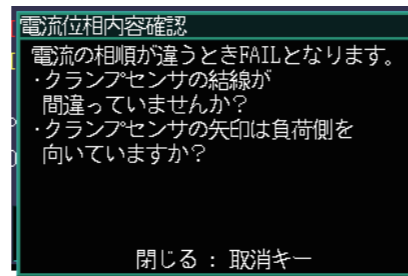 電流位相内容確認
電流の相順が違うときFAILとなります。
・クランプセンサの結線が
間違っていませんか?
・クランプセンサの矢印は負荷側を
向いていますか?
閉じる : 取消キー